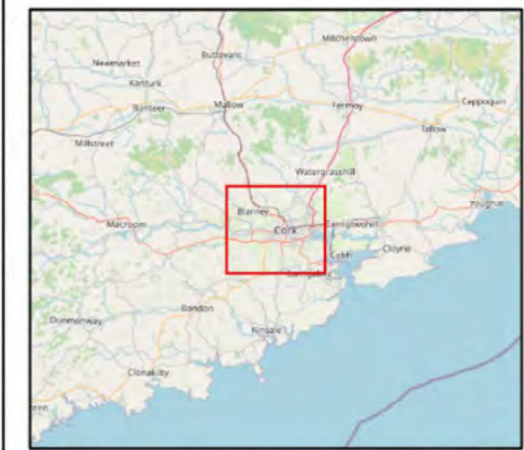 Mitchelstown
Buttevant
Newmarket
Kanturk
Banteer
Mallow
Fermoy
Cappoquin
Tallow
Millstreet
Watergrasshill
Youghal
Blarney
Macroom
Cork
Carrigtwohill
Cloyne
Cobh
Bandon
Dunmanway
Kinsale
Clonakilty